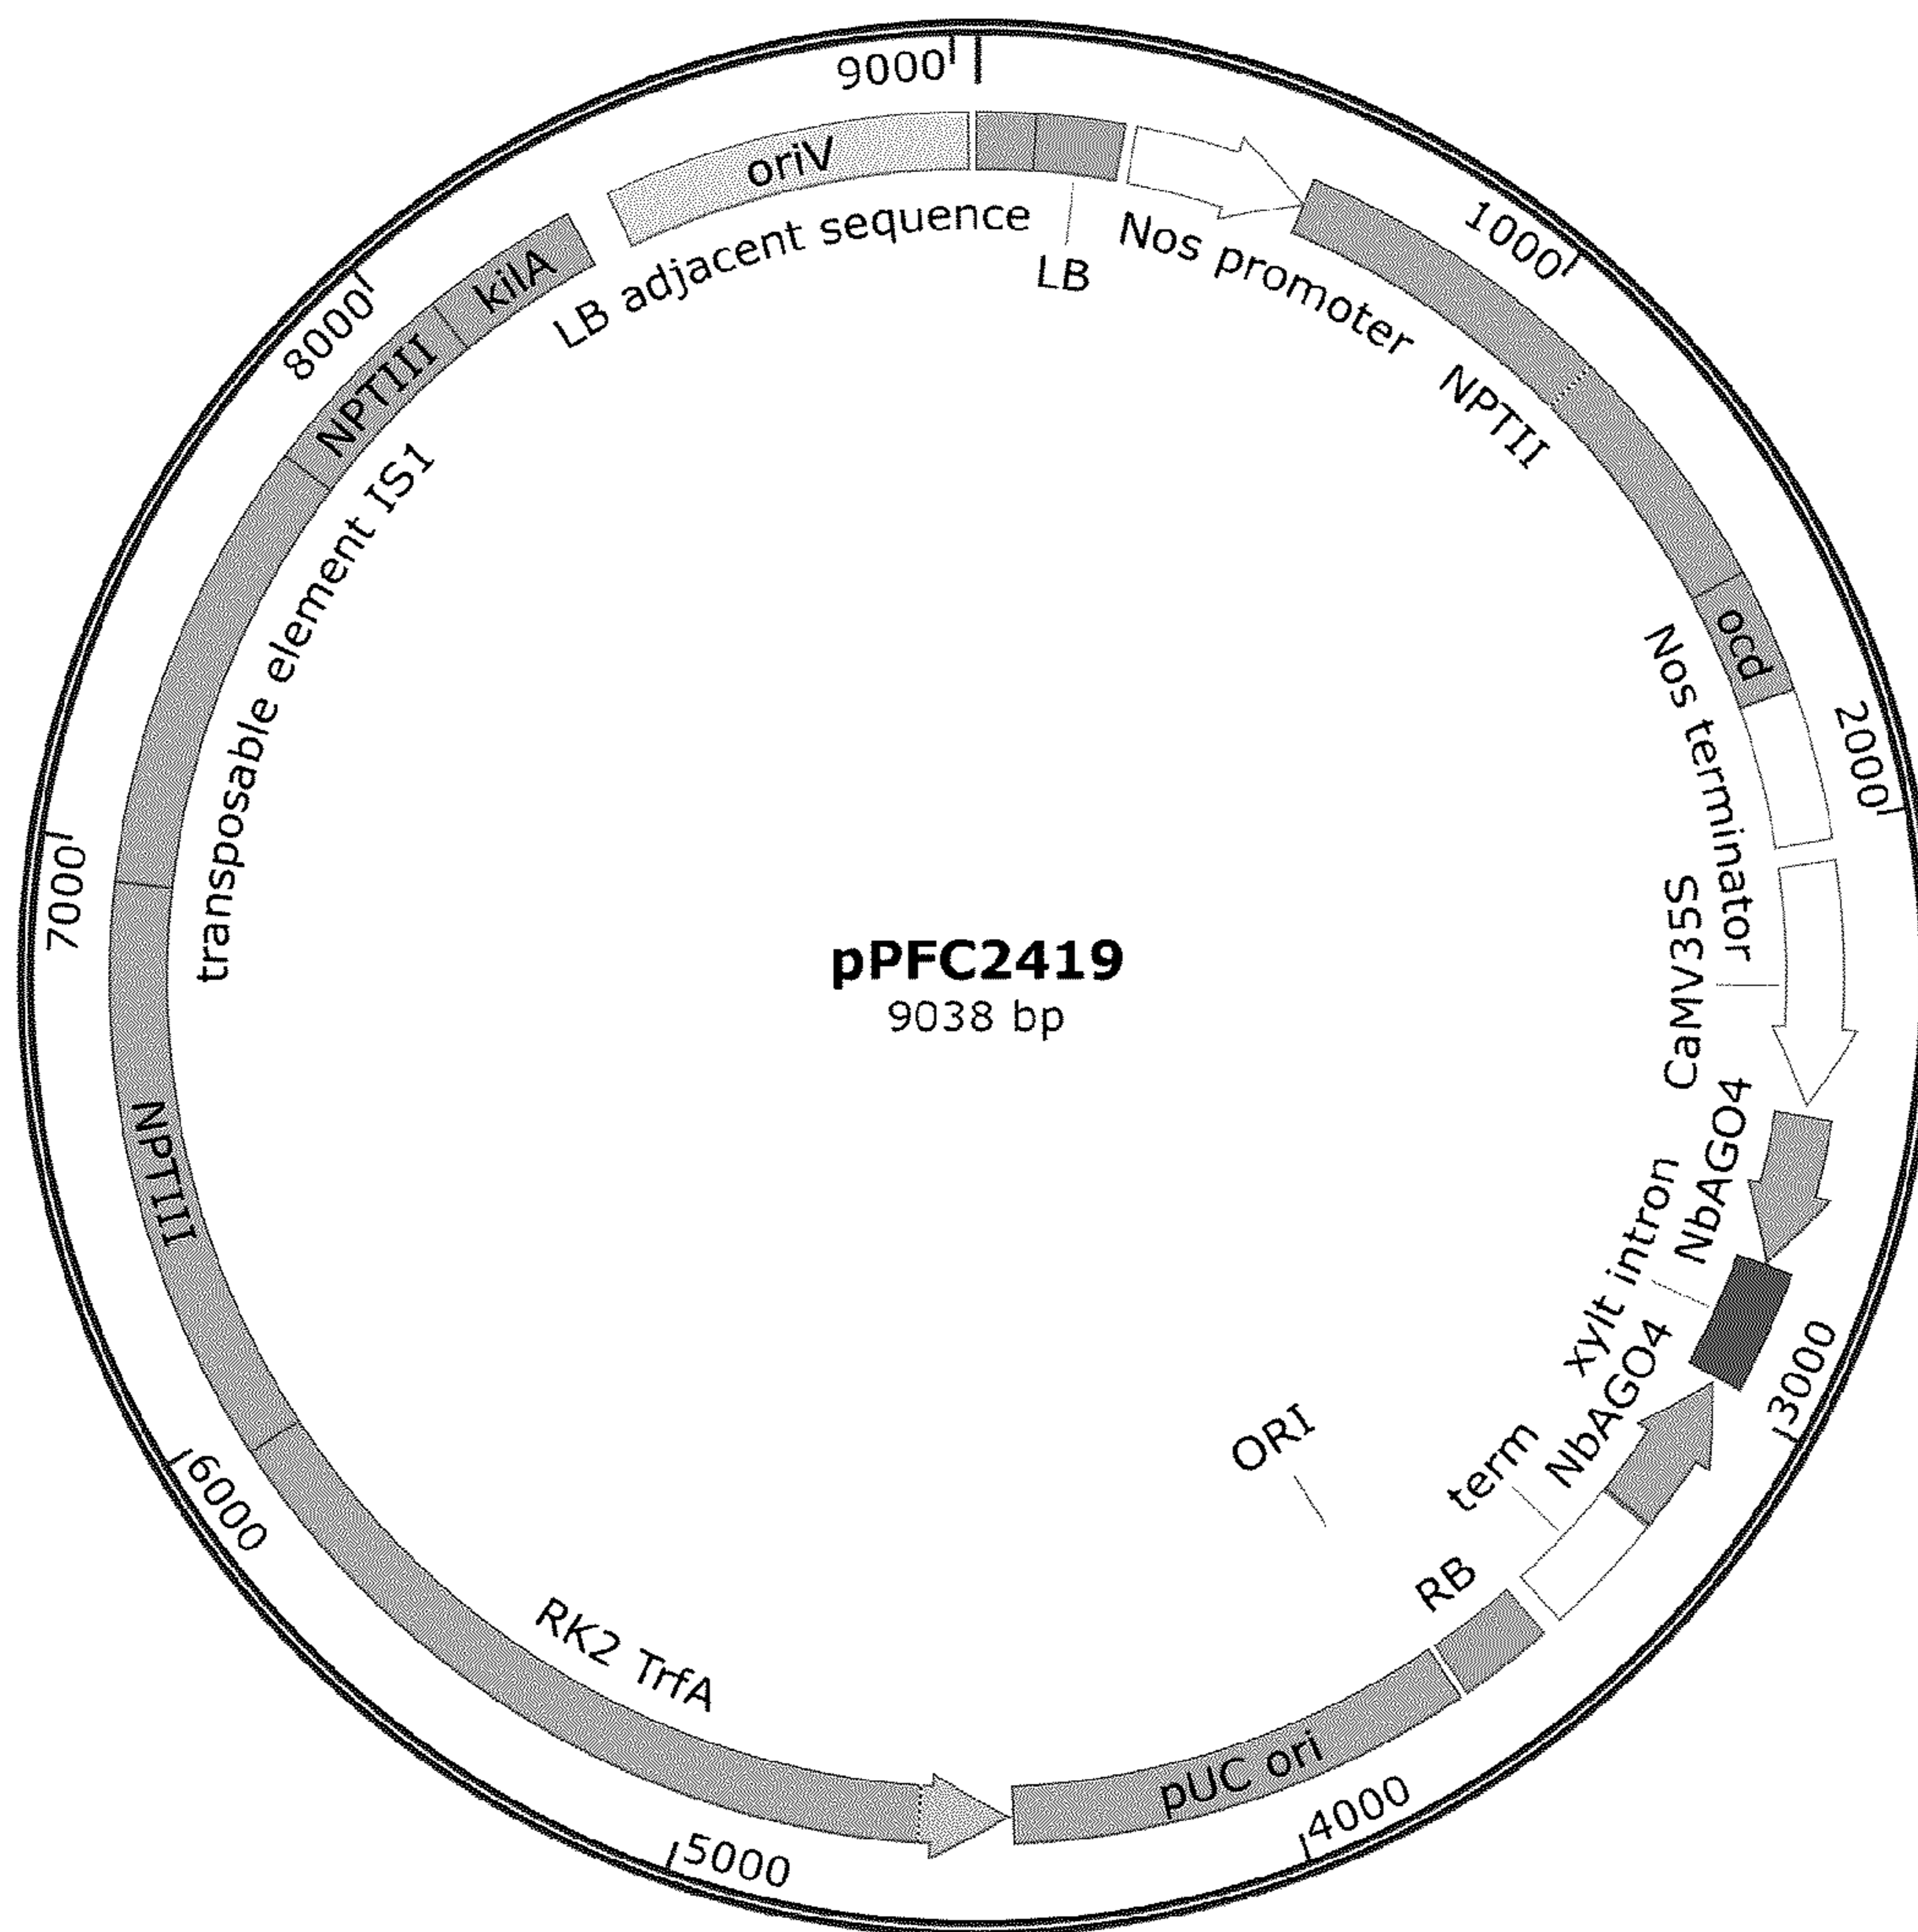 9000
oriV
LB adjacent sequence
LB
Nos promoter
1000
NPTII
ocd
Nos terminator
2000
CaMV35S
NbAGO4
xylt intron
NbAGO4
3000
term
RB
ORI
pUC ori
4000
5000
RK2 TrfA
6000
NPTIII
7000
transposable element IS1
NPTIII
8000
kilA
pPFC2419
9038 bp